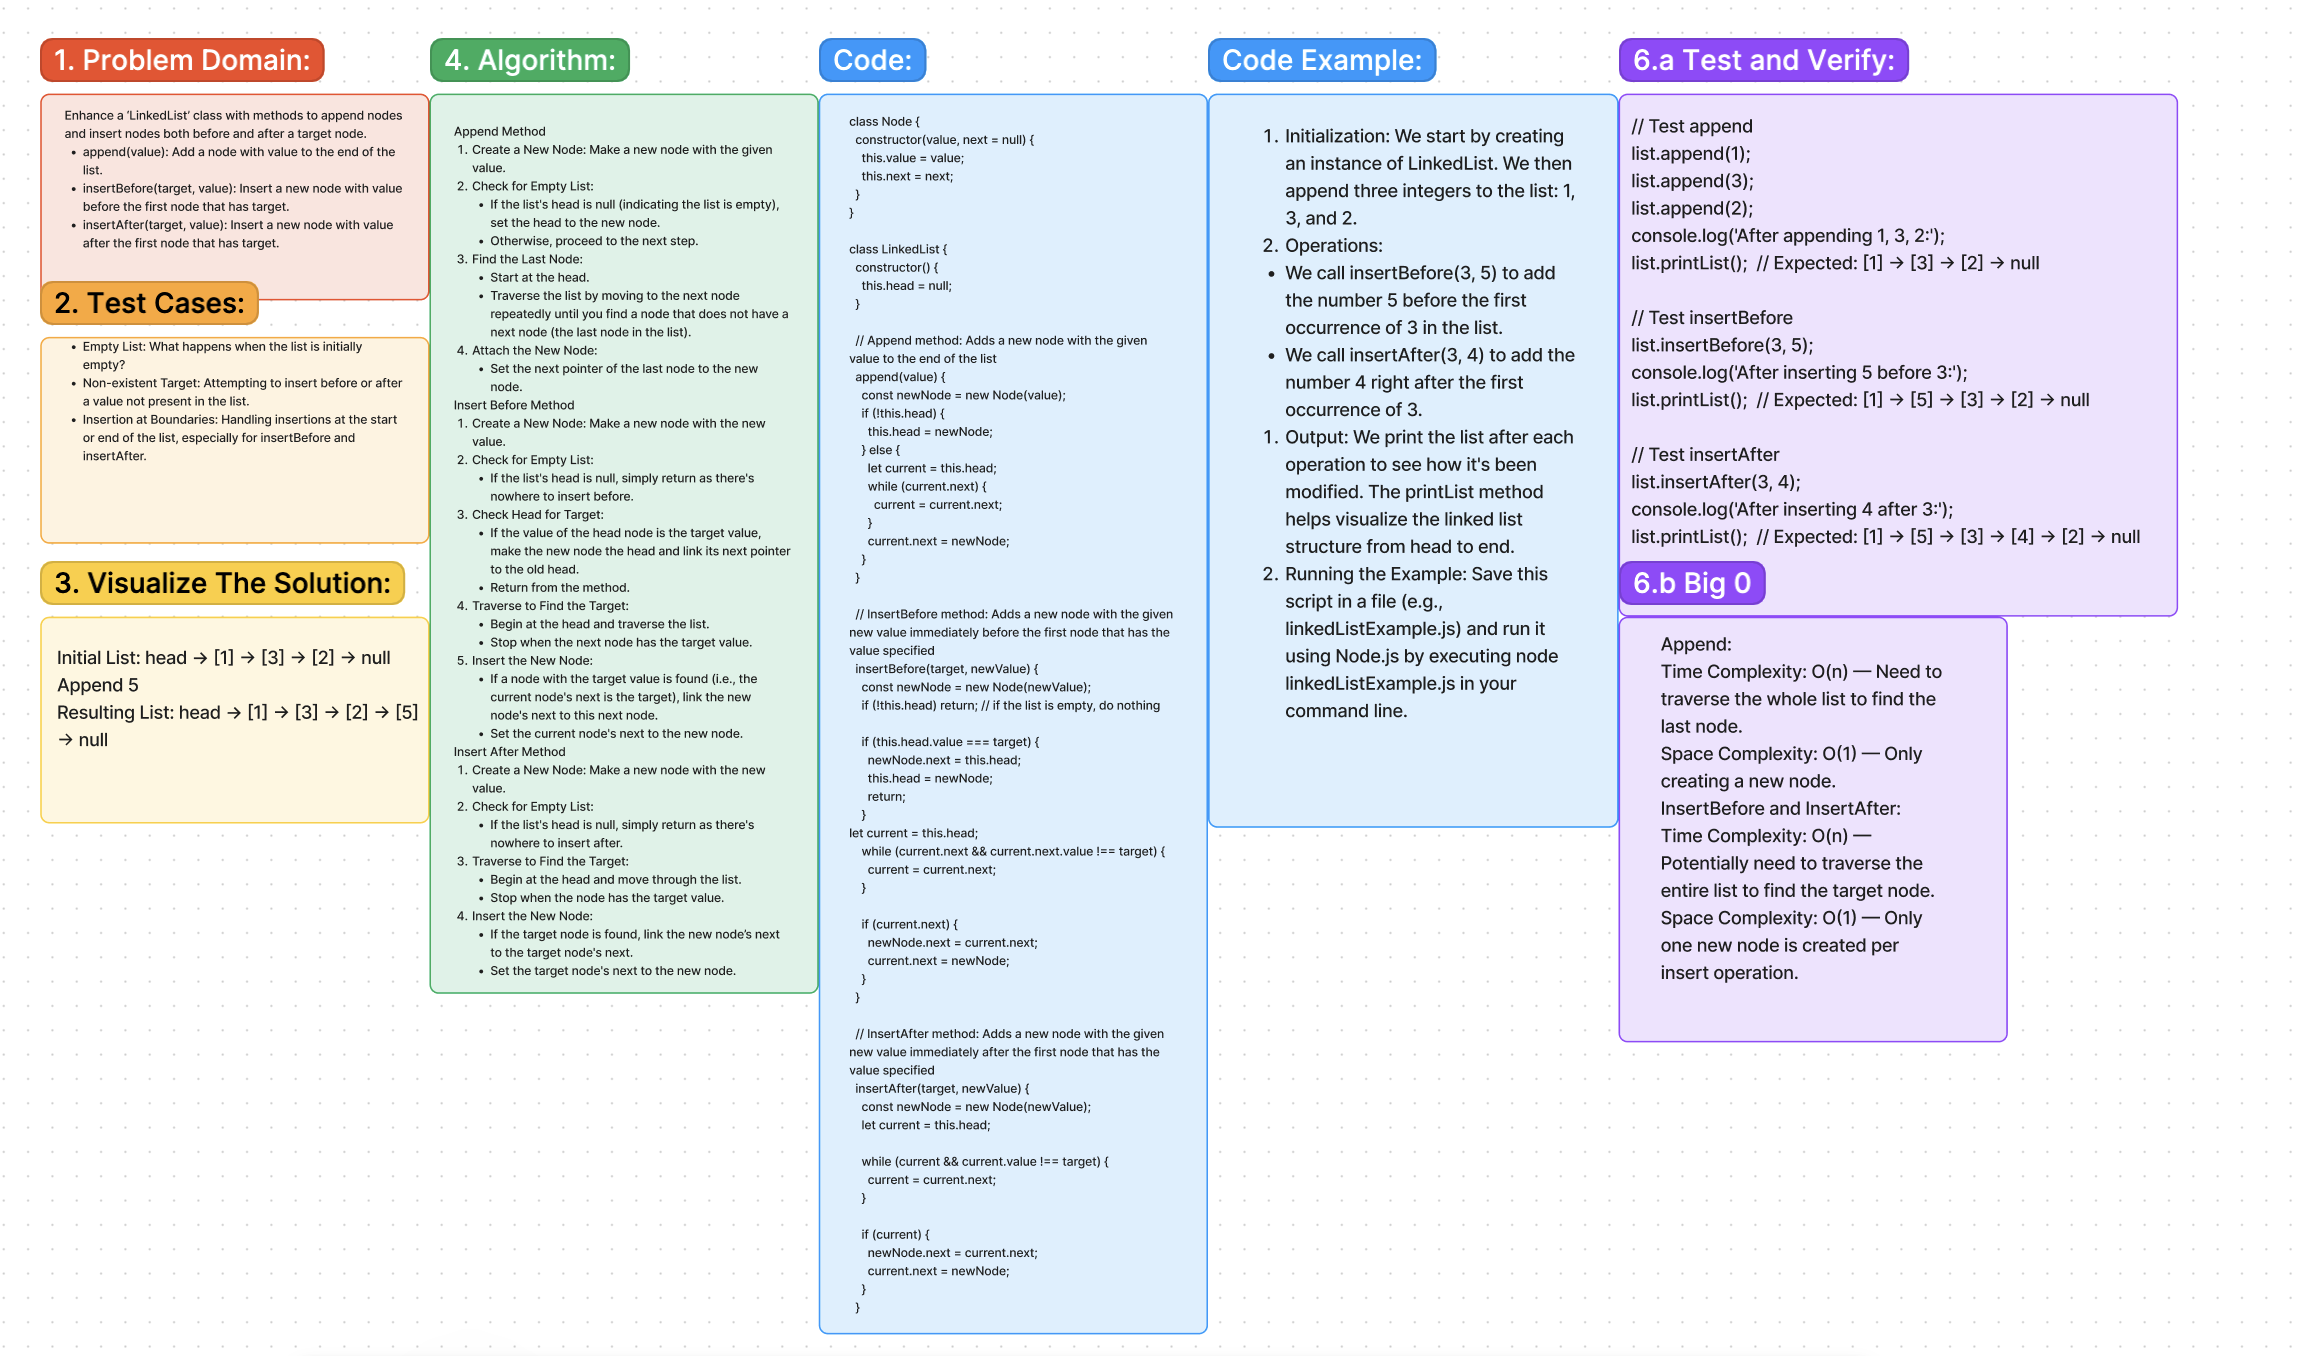 1. Problem Domain:
Enhance a ‘LinkedList’ class with methods to append nodes
and insert nodes both before and after a target node.
• append(value): Add a node with value to the end of the
list.
• insertBefore(target, value): Insert a new node with value
before the first node that has target.
• insertAfter(target, value): Insert a new node with value
after the first node that has target.
2. Test Cases:
• Empty List: What happens when the list is initially
empty?
• Non-existent Target: Attempting to insert before or after
a value not present in the list.
• Insertion at Boundaries: Handling insertions at the start
or end of the list, especially for insertBefore and
insertAfter.
3. Visualize The Solution:
Initial List: head → [1] → [3] → [2] → null
Append 5
Resulting List: head → [1] → [3] → [2] → [5]
→ null
4. Algorithm:
Append Method
1. Create a New Node: Make a new node with the given
value.
2. Check for Empty List:
• If the list's head is null (indicating the list is empty),
set the head to the new node.
• Otherwise, proceed to the next step.
3. Find the Last Node:
• Start at the head.
• Traverse the list by moving to the next node
repeatedly until you find a node that does not have a
next node (the last node in the list).
4. Attach the New Node:
• Set the next pointer of the last node to the new
node.
Insert Before Method
1. Create a New Node: Make a new node with the new
value.
2. Check for Empty List:
• If the list's head is null, simply return as there's
nowhere to insert before.
3. Check Head for Target:
• If the value of the head node is the target value,
make the new node the head and link its next pointer
to the old head.
• Return from the method.
4. Traverse to Find the Target:
• Begin at the head and traverse the list.
• Stop when the next node has the target value.
5. Insert the New Node:
• If a node with the target value is found (i.e., the
current node's next is the target), link the new
node's next to this next node.
• Set the current node's next to the new node.
Insert After Method
1. Create a New Node: Make a new node with the new
value.
2. Check for Empty List:
• If the list's head is null, simply return as there's
nowhere to insert after.
3. Traverse to Find the Target:
• Begin at the head and move through the list.
• Stop when the node has the target value.
4. Insert the New Node:
• If the target node is found, link the new node's next
to the target node's next.
• Set the target node's next to the new node.
Code:
class Node {
constructor(value, next = null) {
this.value = value;
this.next = next;
}
}
class LinkedList {
constructor() {
this.head = null;
}
// Append method: Adds a new node with the given
value to the end of the list
append(value) {
const newNode = new Node(value);
if (!this.head) {
this.head = newNode;
} else {
let current = this.head;
while (current.next) {
current = current.next;
}
current.next = newNode;
}
}
// InsertBefore method: Adds a new node with the given
new value immediately before the first node that has the
value specified
insertBefore(target, newValue) {
const newNode = new Node(newValue);
if (!this.head) return; // if the list is empty, do nothing
if (this.head.value === target) {
newNode.next = this.head;
this.head = newNode;
return;
}
let current = this.head;
while (current.next && current.next.value !== target) {
current = current.next;
}
if (current.next) {
newNode.next = current.next;
current.next = newNode;
}
}
// InsertAfter method: Adds a new node with the given
new value immediately after the first node that has the
value specified
insertAfter(target, newValue) {
const newNode = new Node(newValue);
let current = this.head;
while (current && current.value !== target) {
current = current.next;
}
if (current) {
newNode.next = current.next;
current.next = newNode;
}
}
Code Example:
1. Initialization: We start by creating
an instance of LinkedList. We then
append three integers to the list: 1,
3, and 2.
2. Operations:
• We call insertBefore(3, 5) to add
the number 5 before the first
occurrence of 3 in the list.
• We call insertAfter(3, 4) to add the
number 4 right after the first
occurrence of 3.
1. Output: We print the list after each
operation to see how it's been
modified. The printList method
helps visualize the linked list
structure from head to end.
2. Running the Example: Save this
script in a file (e.g.,
linkedListExample.js) and run it
using Node.js by executing node
linkedListExample.js in your
command line.
6.a Test and Verify:
// Test append
list.append(1);
list.append(3);
list.append(2);
console.log('After appending 1, 3, 2:');
list.printList(); // Expected: [1] → [3] → [2] → null
// Test insertBefore
list.insertBefore(3, 5);
console.log('After inserting 5 before 3:');
list.printList(); // Expected: [1] → [5] → [3] → [2] → null
// Test insertAfter
list.insertAfter(3, 4);
console.log('After inserting 4 after 3:');
list.printList(); // Expected: [1] → [5] → [3] → [4] → [2] → null
6.b Big 0
Append:
Time Complexity: O(n) — Need to
traverse the whole list to find the
last node.
Space Complexity: O(1) — Only
creating a new node.
InsertBefore and InsertAfter:
Time Complexity: O(n) —
Potentially need to traverse the
entire list to find the target node.
Space Complexity: O(1) — Only
one new node is created per
insert operation.